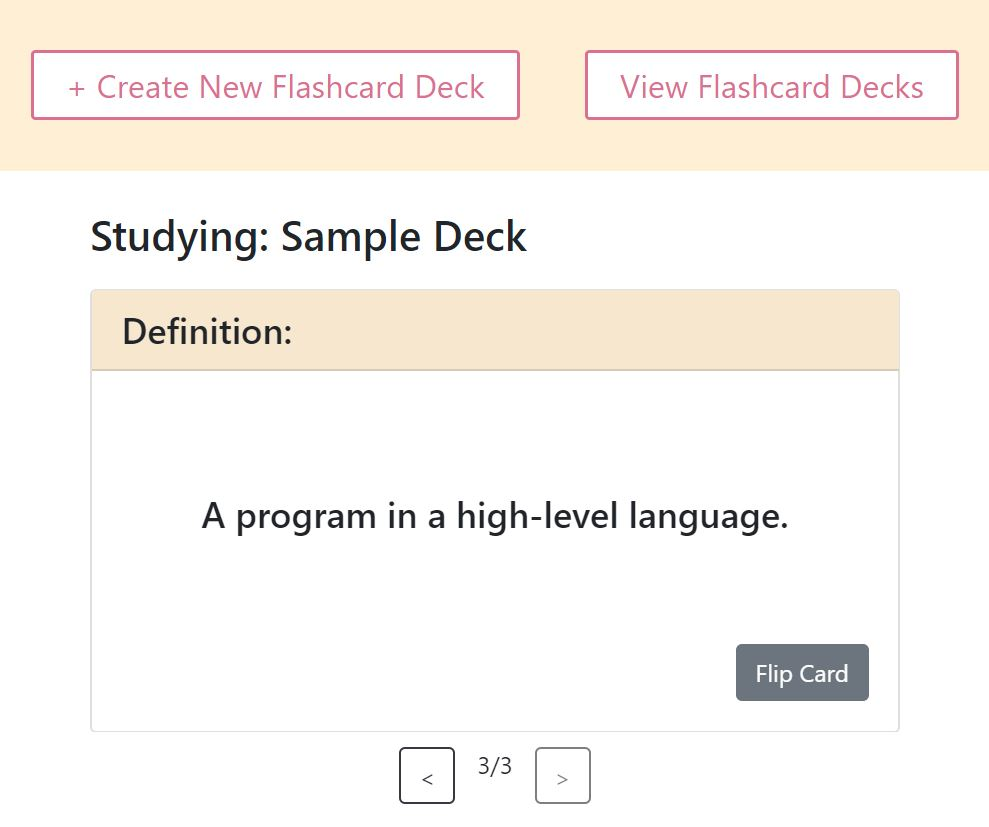 + Create New Flashcard Deck
View Flashcard Decks
Studying: Sample Deck
Definition:
A program in a high-level language.
Flip Card
< 3/3 >